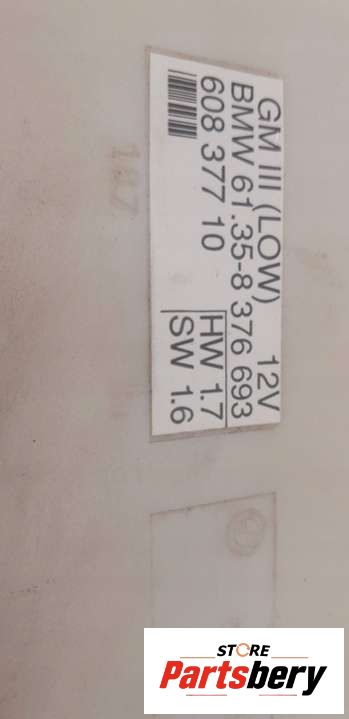 GM III (LOW) 12V
BMW 61.35-8 376 693
608 377 10
HW 1.7
SW 1.6
187
STORE
Partsbery